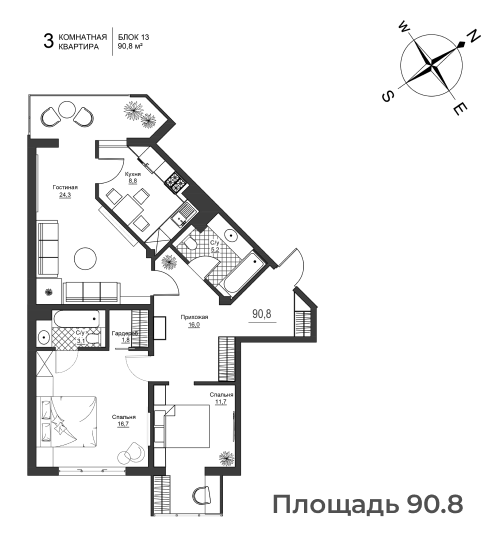 3 КОМНАТНАЯ КВАРТИРА
БЛОК 13
90,8 м²
W
N
S
E
Кухня
8,8
Гостиная
24,3
С/у
5,2
Прихожая
16,0
90,8
С/у
3,1
Гардероб
1,8
Спальня
16,7
Спальня
11,7
Площадь 90.8